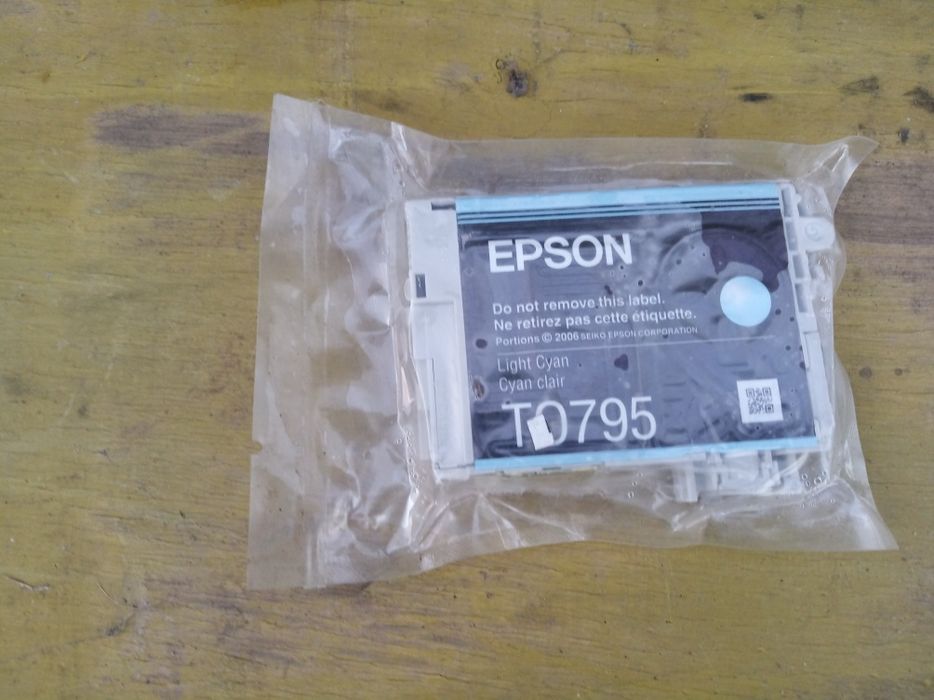 EPSON
Do not remove this label.
Ne retirez pas cette étiquette.
Portions © 2006 SEIKO EPSON CORPORATION
Light Cyan
Cyan clair
T0795